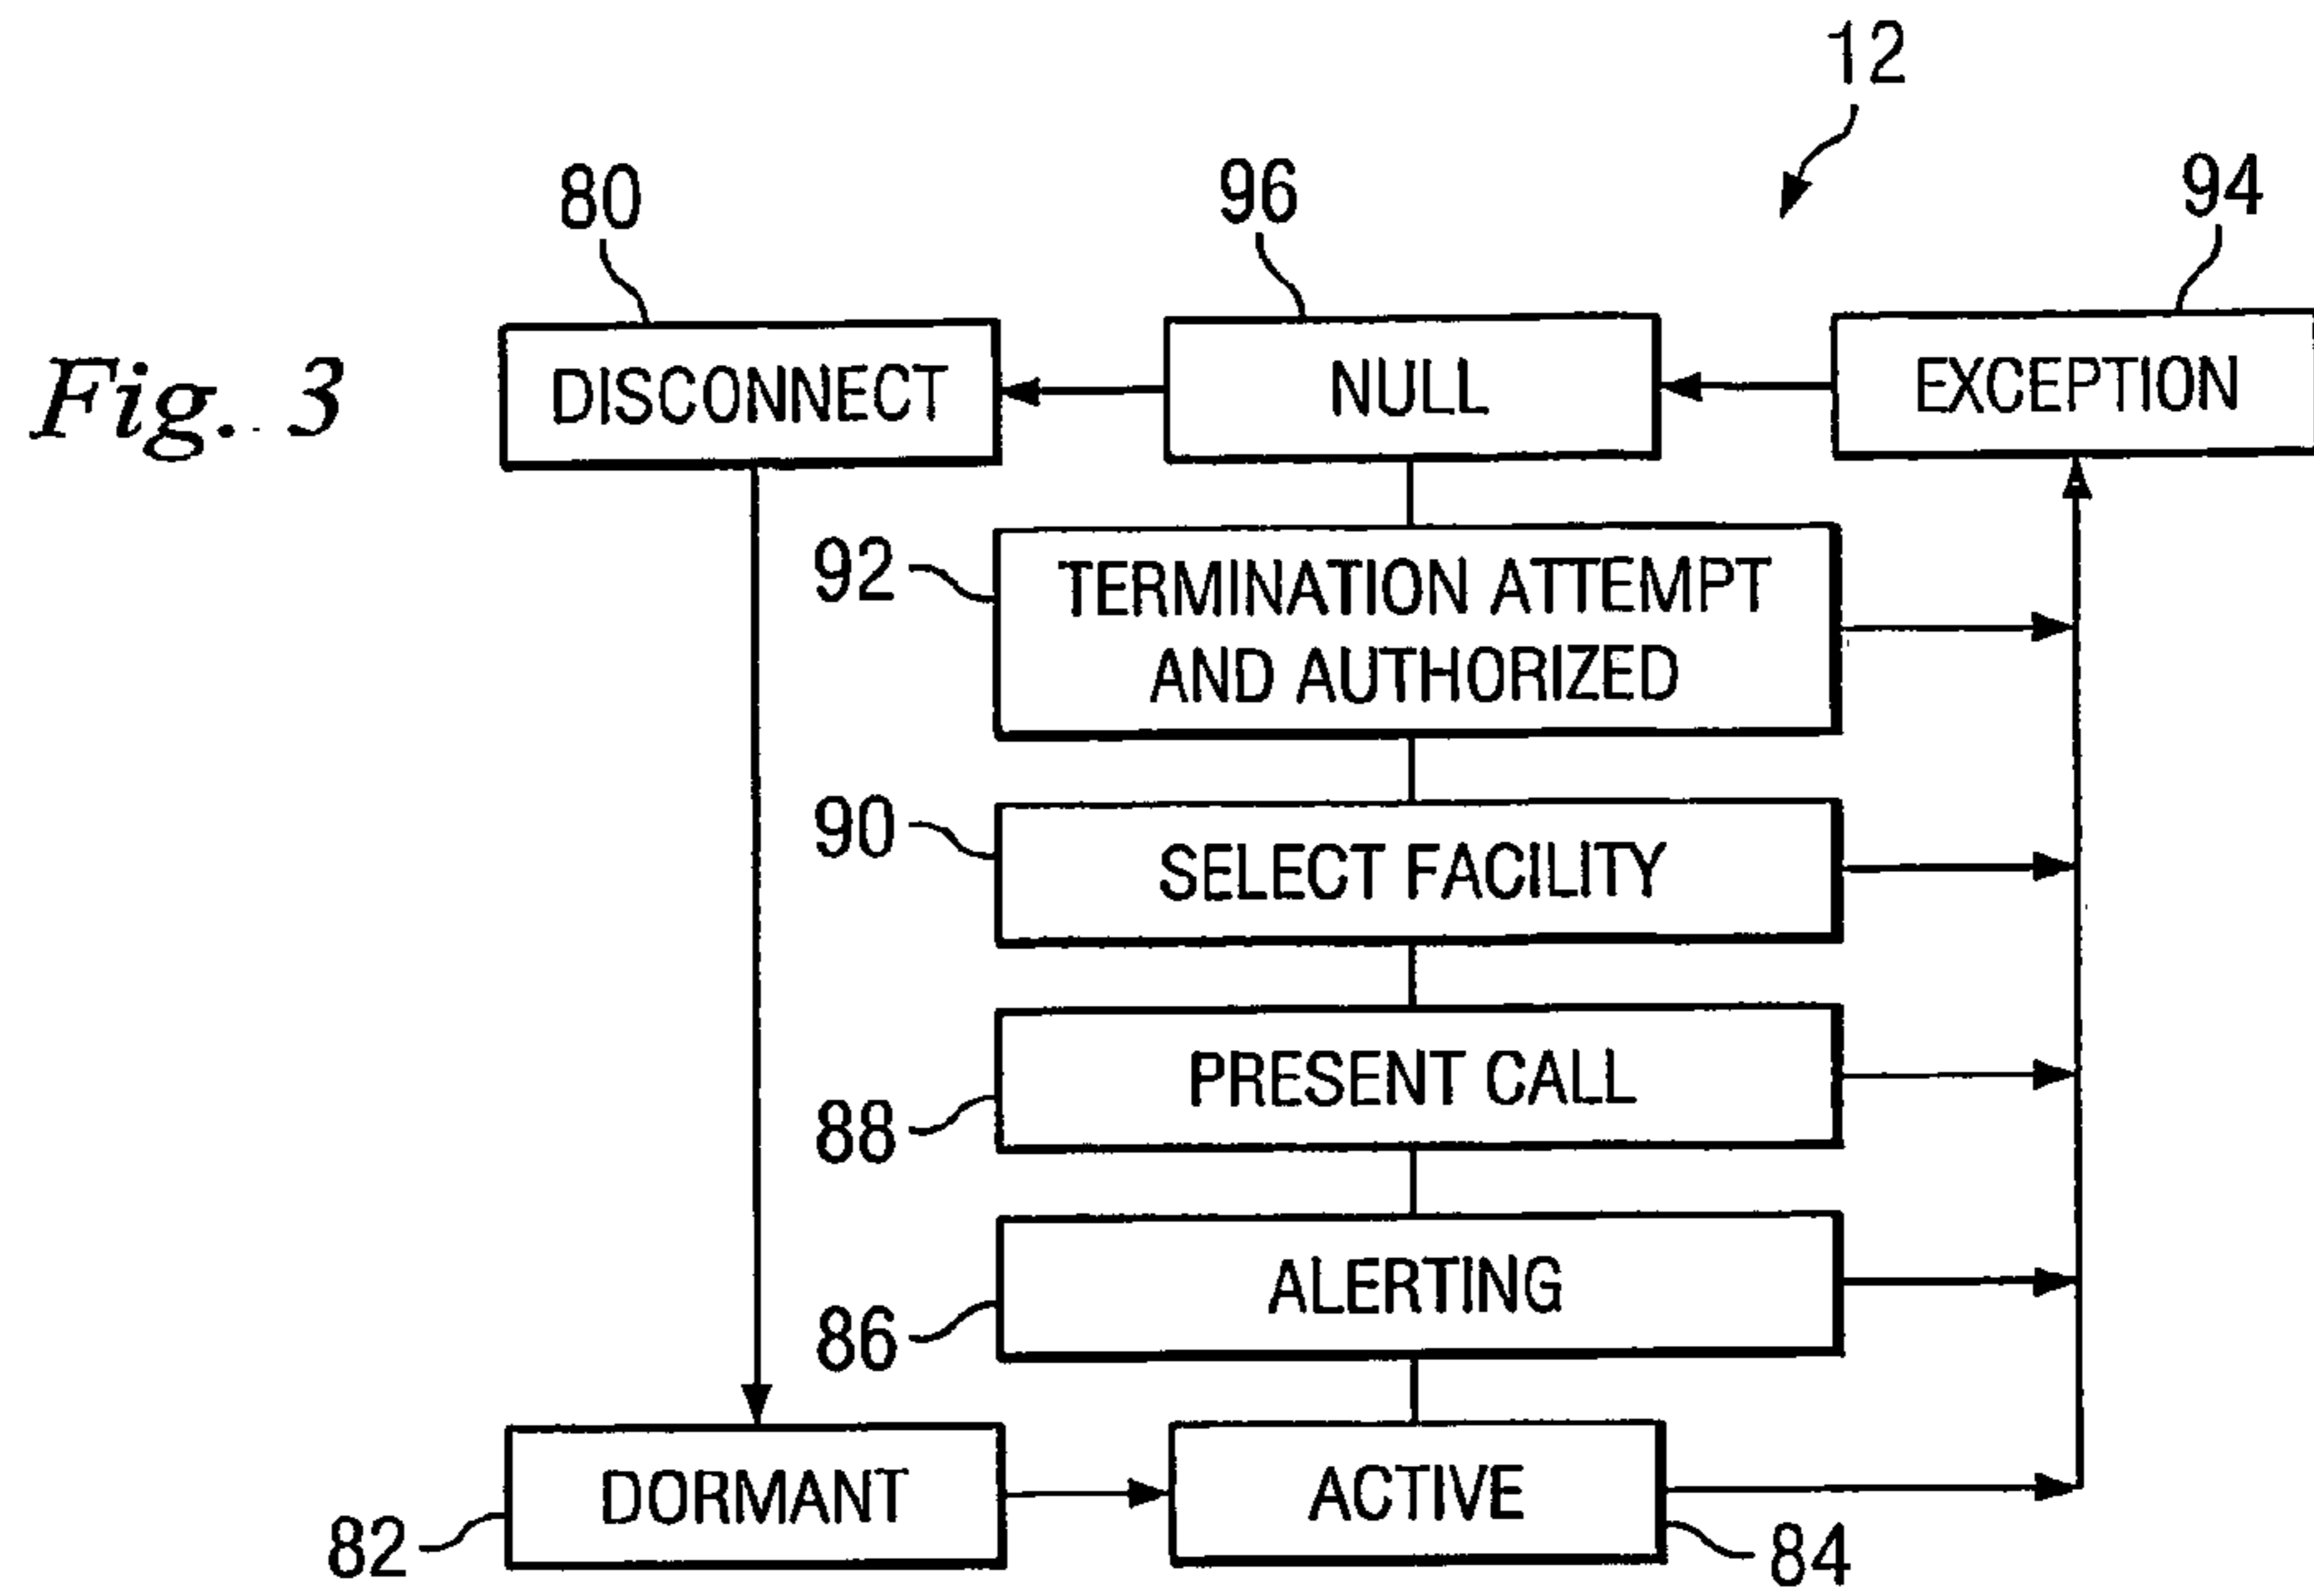 12
80
96
94
Fig. 3
DISCONNECT
NULL
EXCEPTION
92
TERMINATION ATTEMPT
AND AUTHORIZED
90
SELECT FACILITY
PRESENT CALL
88
ALERTING
86
DORMANT
ACTIVE
82
84